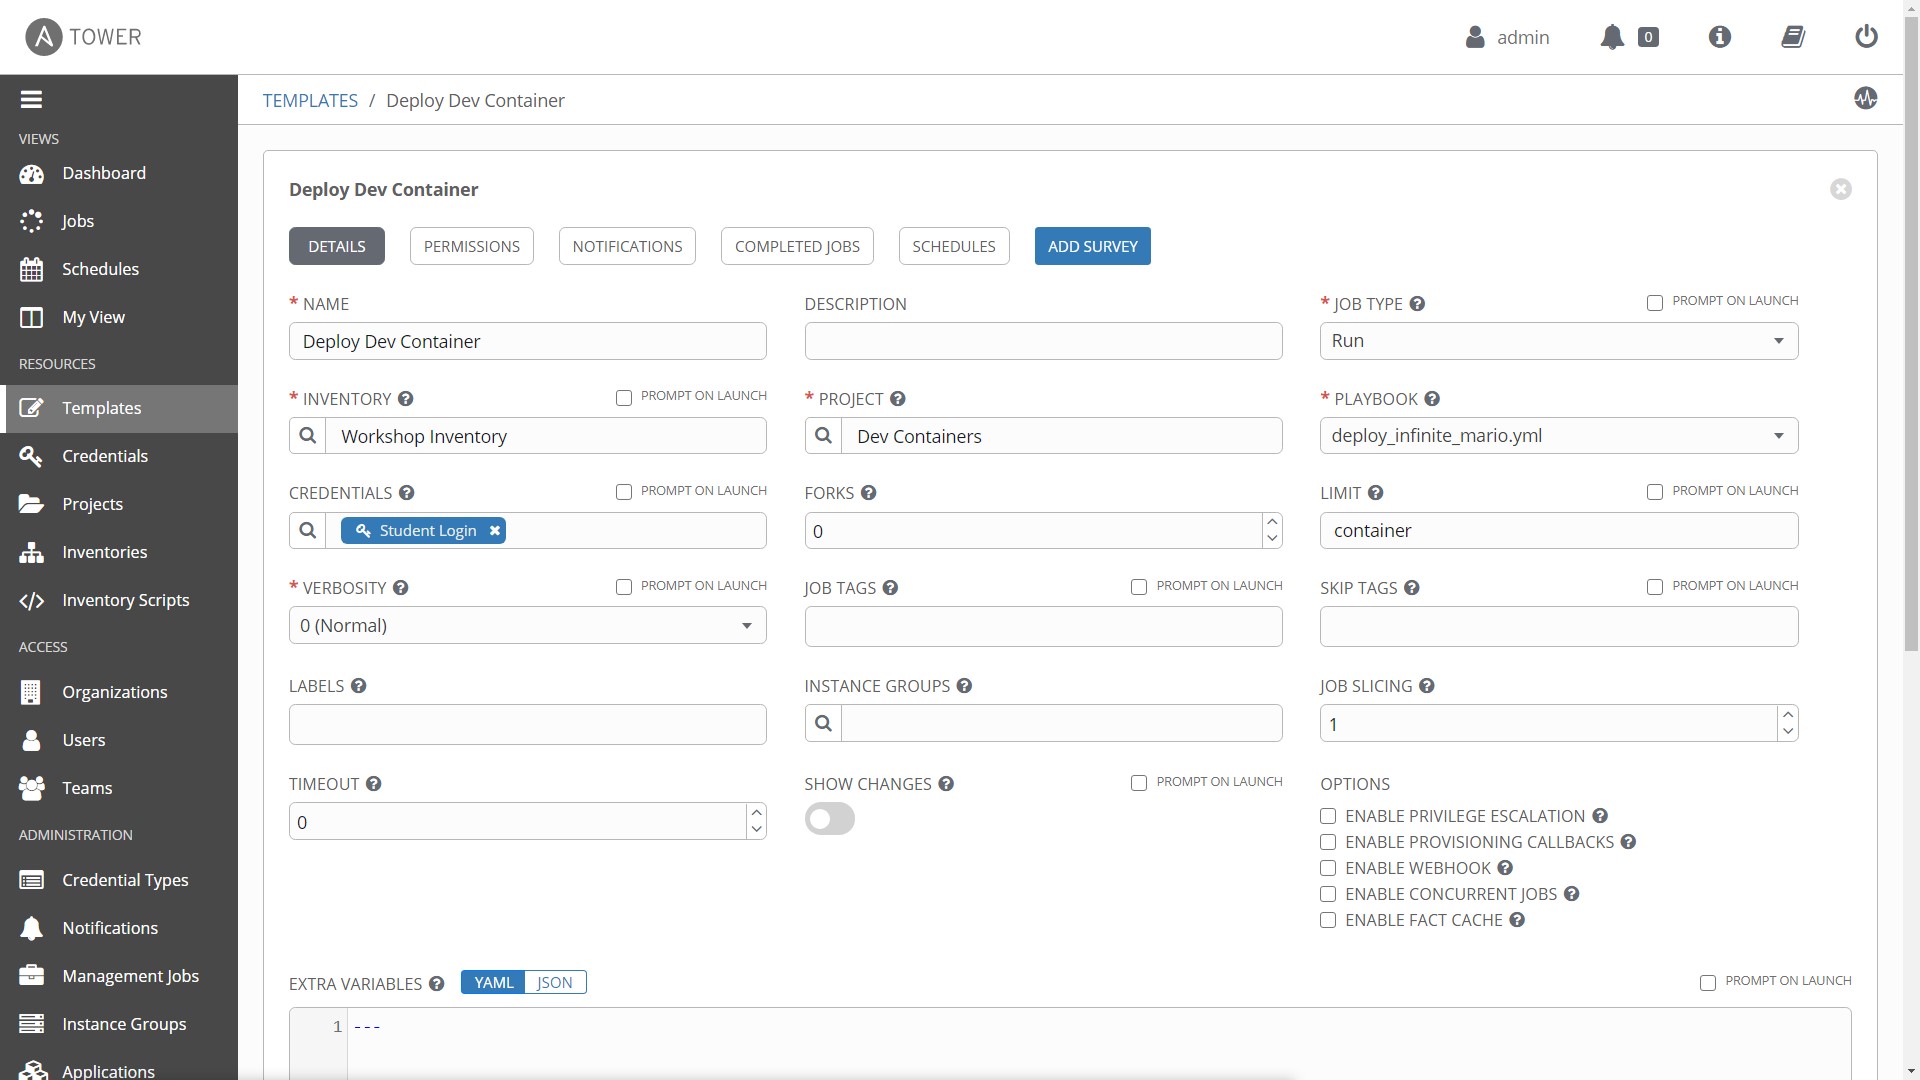 TOWER
admin
0
TEMPLATES / Deploy Dev Container
VIEWS
Dashboard
Jobs
Schedules
My View
RESOURCES
Templates
Credentials
Projects
Inventories
Inventory Scripts
ACCESS
Organizations
Users
Teams
ADMINISTRATION
Credential Types
Notifications
Management Jobs
Instance Groups
Applications
Deploy Dev Container
DETAILS PERMISSIONS NOTIFICATIONS COMPLETED JOBS SCHEDULES ADD SURVEY
* NAME
Deploy Dev Container
DESCRIPTION
* JOB TYPE PROMPT ON LAUNCH
Run
* INVENTORY PROMPT ON LAUNCH
Workshop Inventory
* PROJECT
Dev Containers
* PLAYBOOK
deploy_infinite_mario.yml
CREDENTIALS PROMPT ON LAUNCH
Student Login
FORKS
0
LIMIT PROMPT ON LAUNCH
container
* VERBOSITY PROMPT ON LAUNCH
0 (Normal)
JOB TAGS PROMPT ON LAUNCH
SKIP TAGS PROMPT ON LAUNCH
LABELS
INSTANCE GROUPS
JOB SLICING
1
TIMEOUT
0
SHOW CHANGES PROMPT ON LAUNCH
OPTIONS
ENABLE PRIVILEGE ESCALATION
ENABLE PROVISIONING CALLBACKS
ENABLE WEBHOOK
ENABLE CONCURRENT JOBS
ENABLE FACT CACHE
EXTRA VARIABLES YAML JSON PROMPT ON LAUNCH
1 ---